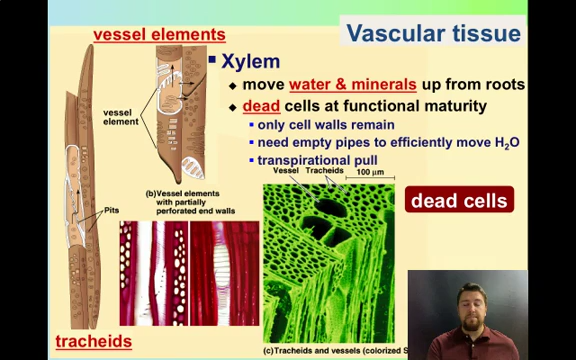 vessel elements
Vascular tissue
Xylem
move water & minerals up from roots
dead cells at functional maturity
only cell walls remain
need empty pipes to efficiently move H₂O
transpirational pull
vessel
element
Pits
(b)Vessel elements
with partially
perforated end walls
Vessel
Tracheids
100 μm
dead cells
tracheids
(c)Tracheids and vessels (colorized S